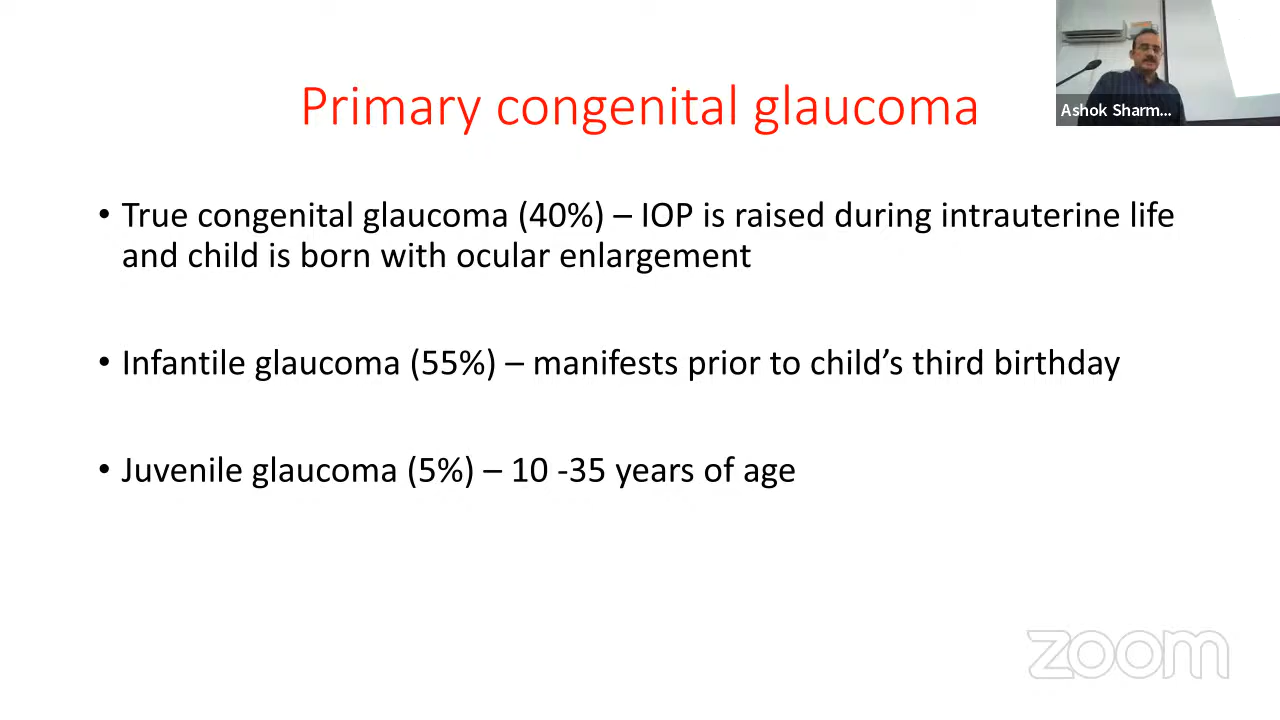 Primary congenital glaucoma
Ashok Sharm...
• True congenital glaucoma (40%) – IOP is raised during intrauterine life
and child is born with ocular enlargement
• Infantile glaucoma (55%) – manifests prior to child’s third birthday
• Juvenile glaucoma (5%) – 10 -35 years of age
zoom